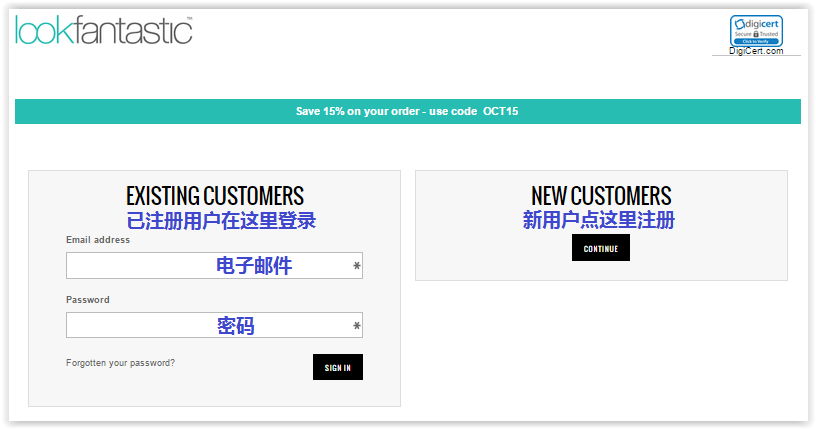 lookfantastic™
digicert
Secure Trusted
Click to Verify
DigiCert.com
Save 15% on your order - use code OCT15
EXISTING CUSTOMERS
已注册用户在这里登录
Email address
电子邮件
*
Password
密码
*
Forgotten your password?
SIGN IN
NEW CUSTOMERS
新用户点这里注册
CONTINUE